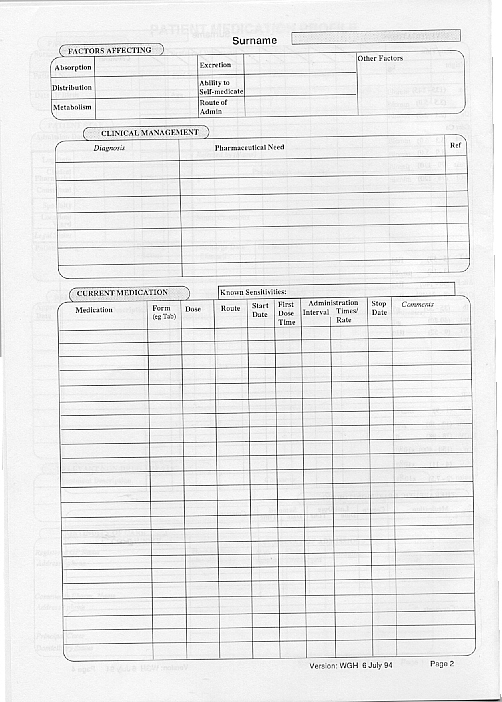 Surname
FACTORS AFFECTING
Absorption
Excretion
Other Factors
Distribution
Ability to
Self-medicate
Metabolism
Route of
Admin
CLINICAL MANAGEMENT
Diagnosis
Pharmaceutical Need
Ref
CURRENT MEDICATION
Known Sensitivities:
Medication
Form
(eg Tab)
Dose
Route
Start
Date
First
Dose
Time
Administration
Interval
Times/
Rate
Stop
Date
Comments
Version: WGH 6 July 94
Page 2